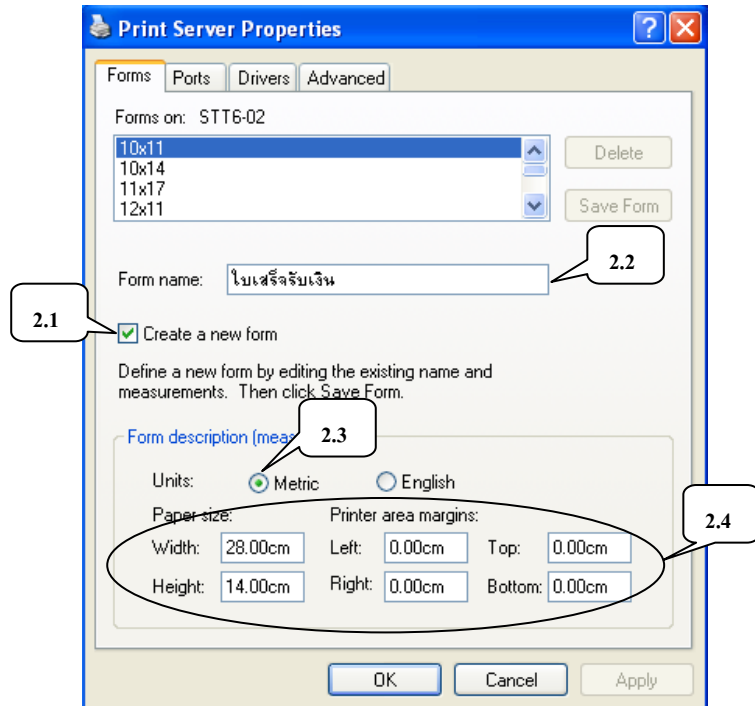 Print Server Properties
Forms Ports Drivers Advanced
Forms on: STT6-02
10x11
10x14
11x17
12x11
Delete
Save Form
2.2
Form name: ใบเสร็จรับเงิน
2.1
Create a new form
Define a new form by editing the existing name and
measurements. Then click Save Form.
2.3
Form description (meas
Units: Metric English
2.4
Paper size: Printer area margins:
Width: 28.00cm Left: 0.00cm Top: 0.00cm
Height: 14.00cm Right: 0.00cm Bottom: 0.00cm
OK Cancel Apply